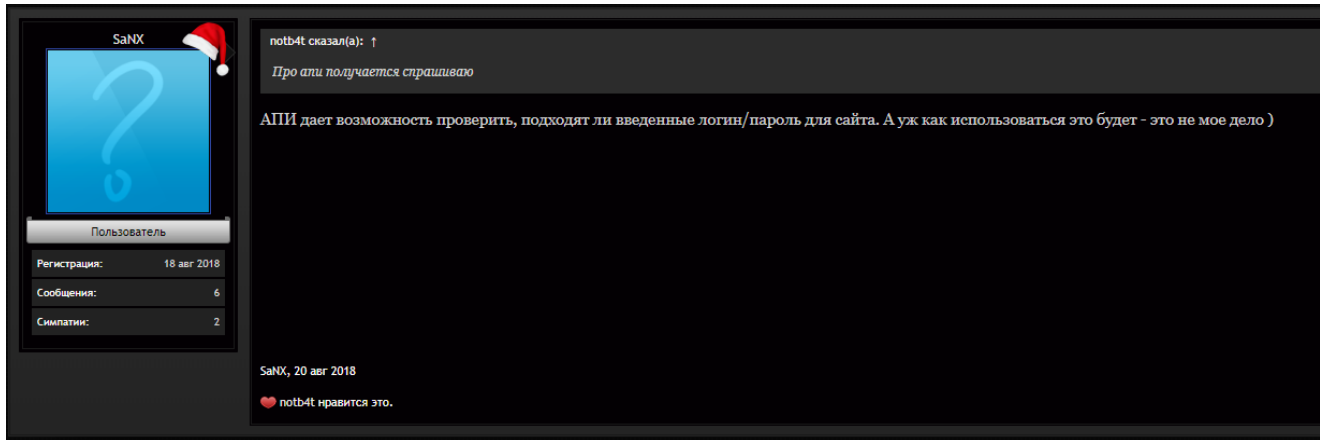 SaNX
Пользователь
Регистрация: 18 авг 2018
Сообщения: 6
Симпатии: 2
notb4t сказал(а): ↑
Про апи получается спрашиваю
АПИ дает возможность проверить, подходят ли введенные логин/пароль для сайта. А уж как использоваться это будет - это не мое дело )
SaNX, 20 авг 2018
notb4t нравится это.